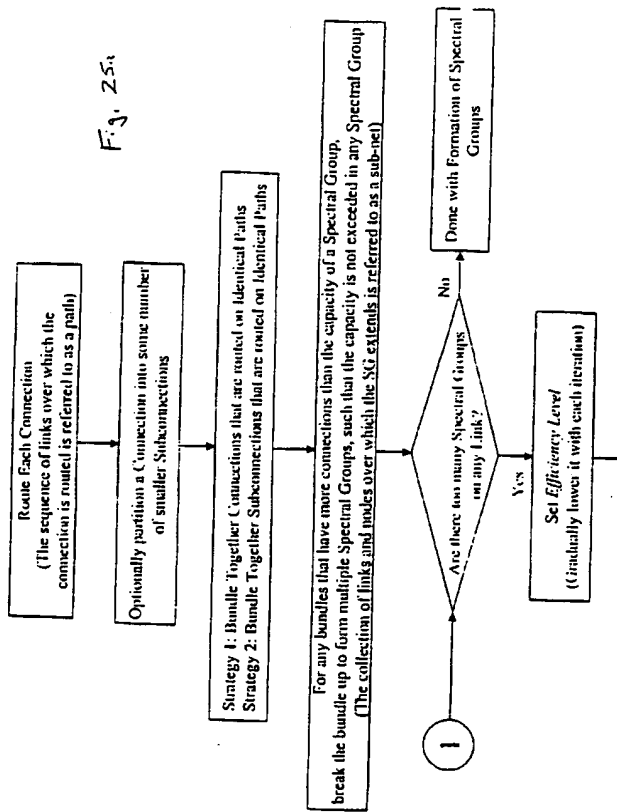 Fig. 25a
Route Each Connection
(The sequence of links over which the
connection is routed is referred to as a path)
Optionally partition a Connection into some number
of smaller Subconnections
Strategy 1: Bundle Together Connections that are routed on Identical Paths
Strategy 2: Bundle Together Subconnections that are routed on Identical Paths
For any bundles that have more connections than the capacity of a Spectral Group,
break the bundle up to form multiple Spectral Groups, such that the capacity is not exceeded in any Spectral Group
(The collection of links and nodes over which the SG extends is referred to as a sub-net)
1
Are there too many Spectral Groups
on any Link?
No
Done with Formation of Spectral
Groups
Yes
Set Efficiency Level
(Gradually lower it with each iteration)